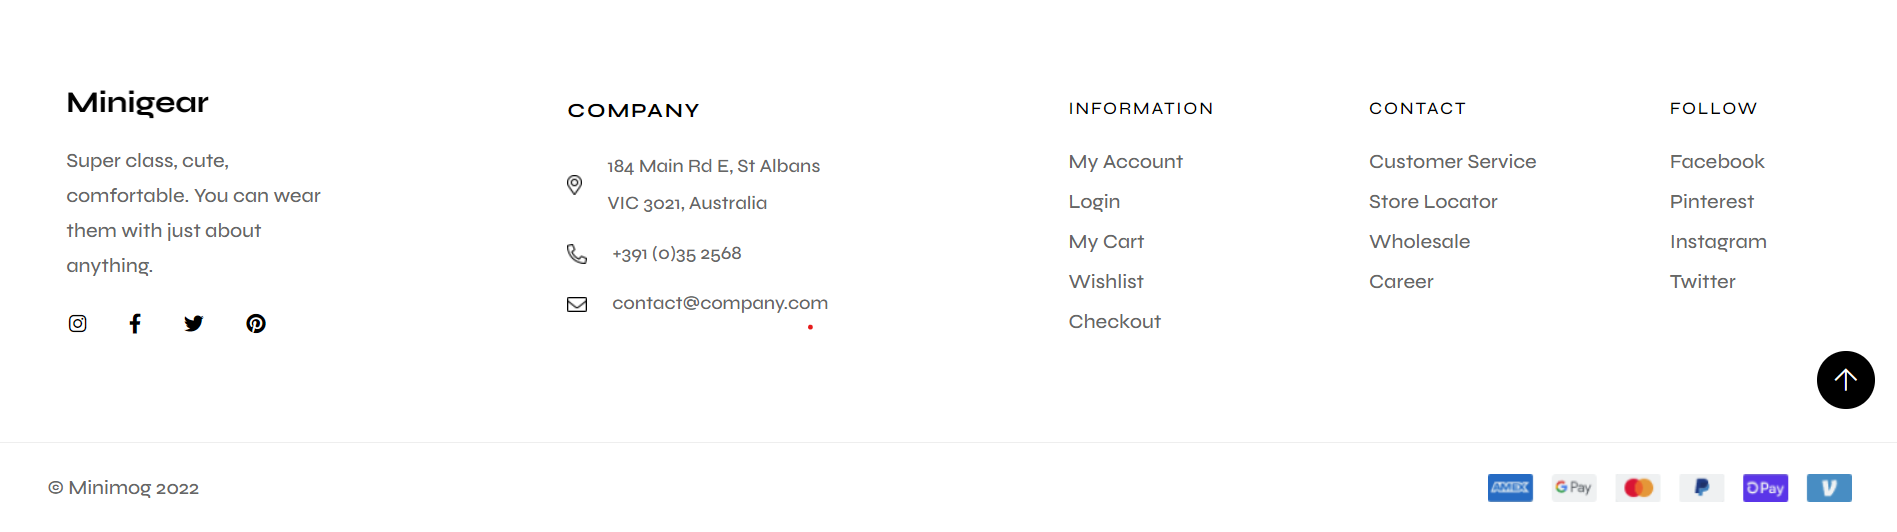 Minigear
Super class, cute,
comfortable. You can wear
them with just about
anything.
COMPANY
184 Main Rd E, St Albans
VIC 3021, Australia
+391 (0)35 2568
contact@company.com
INFORMATION
My Account
Login
My Cart
Wishlist
Checkout
CONTACT
Customer Service
Store Locator
Wholesale
Career
FOLLOW
Facebook
Pinterest
Instagram
Twitter
© Minimog 2022
AMEX
G Pay
Pay